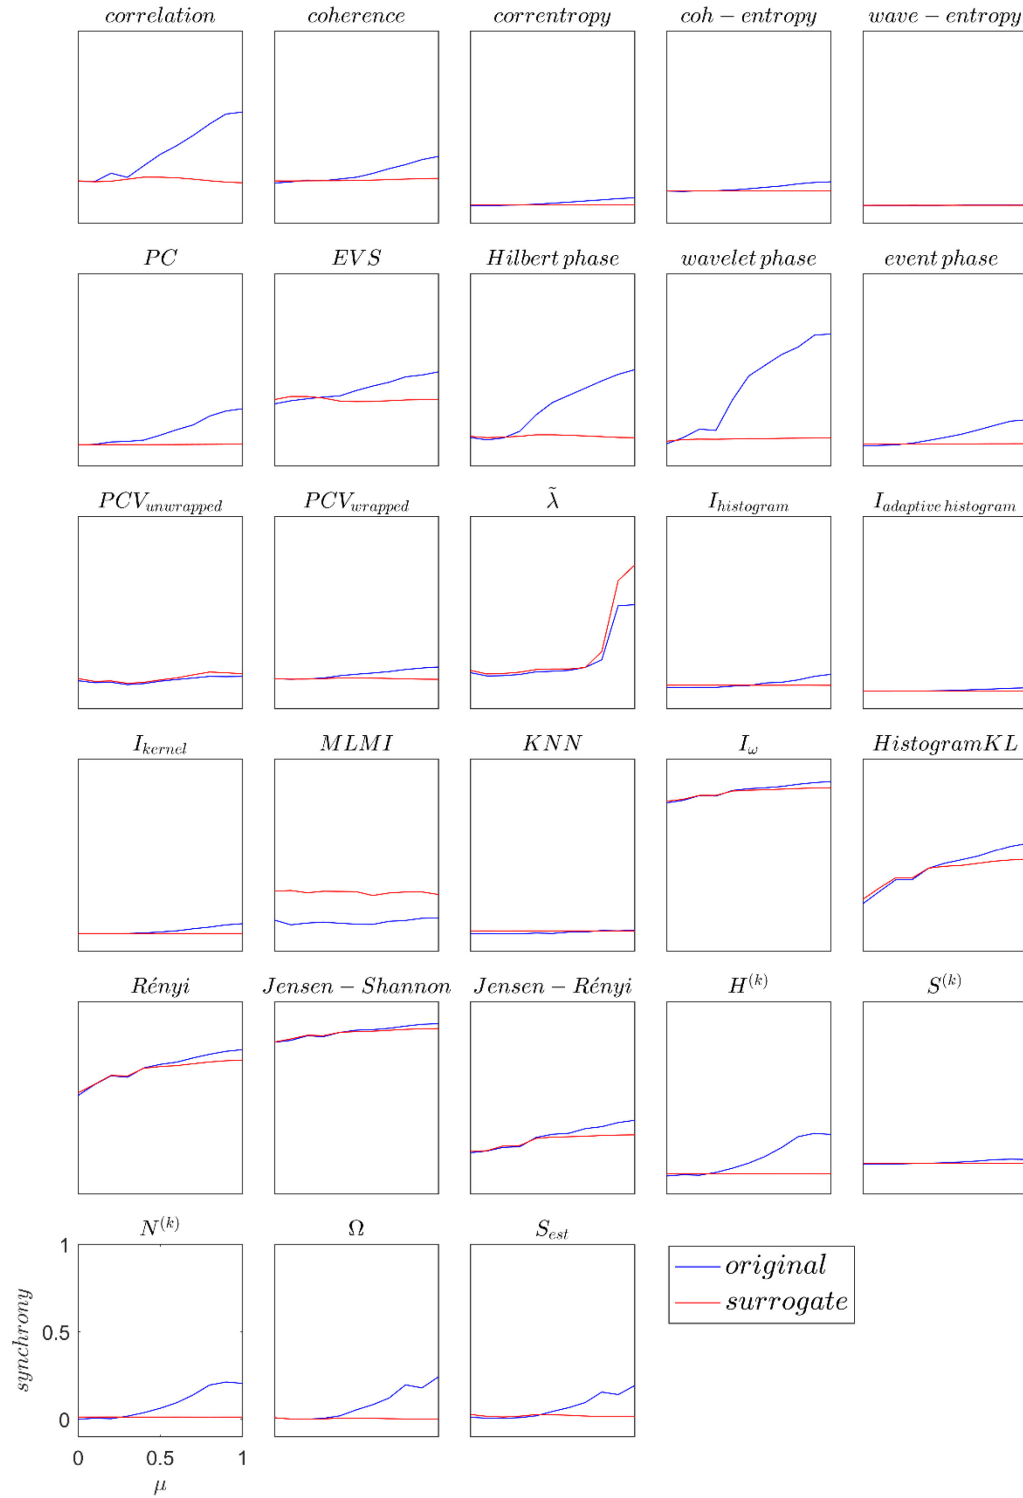 correlation coherence correntropy coh − entropy wave − entropy
PC EVS Hilbert phase wavelet phase event phase
PCV_unwrapped PCV_wrapped λ̃ I_histogram I_adaptive histogram
I_kernel MLMI KNN I_ω HistogramKL
Rényi Jensen − Shannon Jensen − Rényi H^(k) S^(k)
N^(k) Ω S_est
1
0.5
0
synchrony
0 0.5 1
μ
original
surrogate